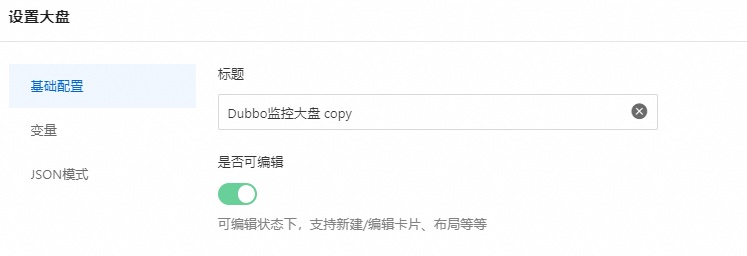 设置大盘
基础配置
变量
JSON模式
标题
Dubbo监控大盘 copy
是否可编辑
可编辑状态下，支持新建/编辑卡片、布局等等